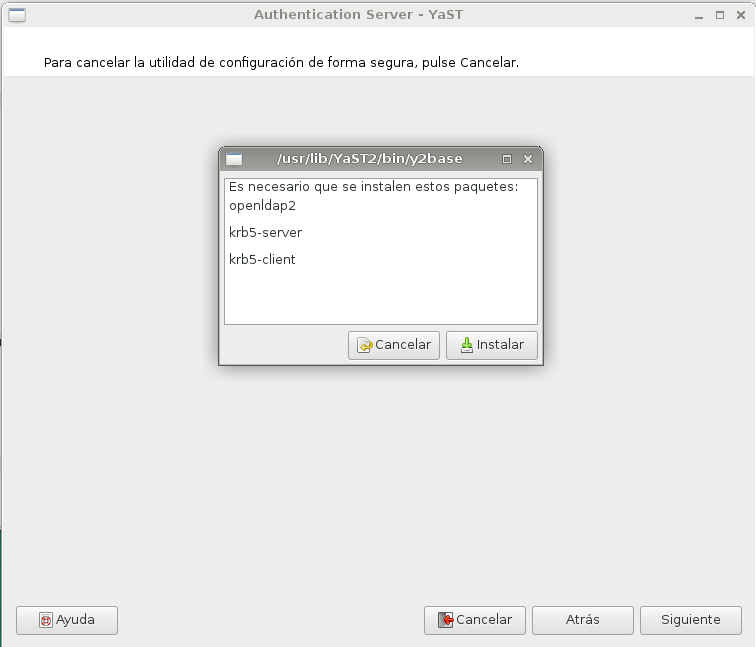 Authentication Server - YaST
Para cancelar la utilidad de configuración de forma segura, pulse Cancelar.
/usr/lib/YaST2/bin/y2base
Es necesario que se instalen estos paquetes:
openldap2
krb5-server
krb5-client
Cancelar Instalar
Ayuda Cancelar Atrás Siguiente